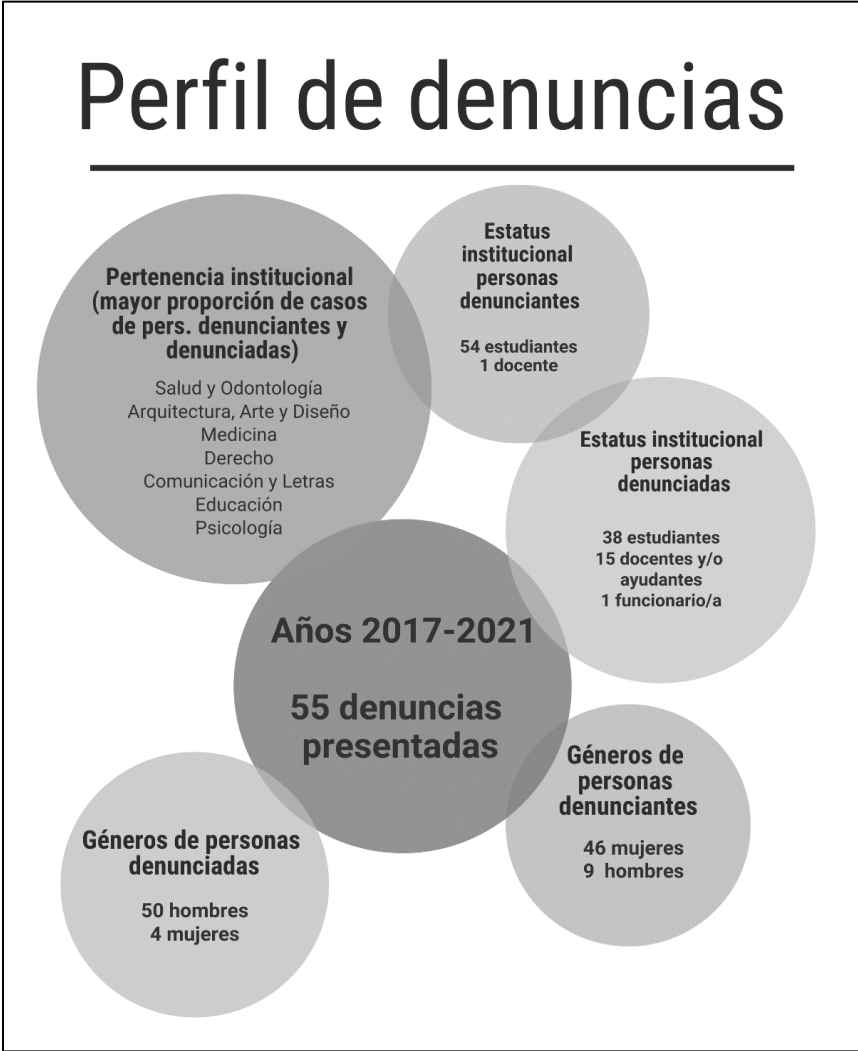 Perfil de denuncias
Pertenencia institucional
(mayor proporción de casos
de pers. denunciantes y
denunciadas)
Salud y Odontología
Arquitectura, Arte y Diseño
Medicina
Derecho
Comunicación y Letras
Educación
Psicología
Estatus
institucional
personas
denunciantes
54 estudiantes
1 docente
Estatus institucional
personas
denunciadas
38 estudiantes
15 docentes y/o
ayudantes
1 funcionario/a
Años 2017-2021
55 denuncias
presentadas
Géneros de
personas
denunciantes
46 mujeres
9 hombres
Géneros de personas
denunciadas
50 hombres
4 mujeres